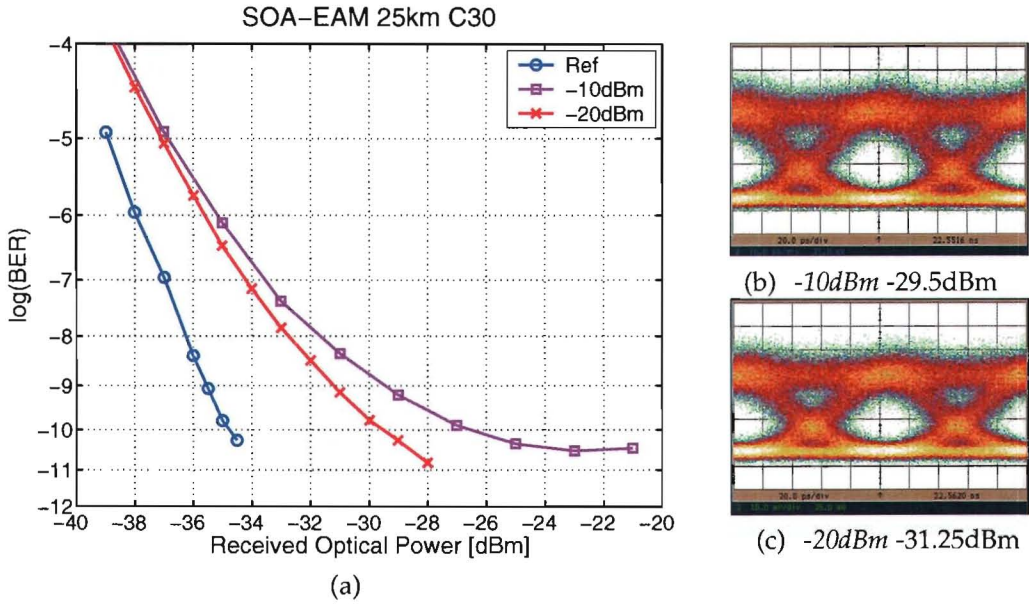 SOA−EAM 25km C30
log(BER)
−4
−5
−6
−7
−8
−9
−10
−11
−12
Ref
−10dBm
−20dBm
−40 −38 −36 −34 −32 −30 −28 −26 −24 −22 −20
Received Optical Power [dBm]
(a)
20.0 ps/div 22.5516 ns
(b) -10dBm -29.5dBm
20.0 ps/div 22.5620 ns
(c) -20dBm -31.25dBm